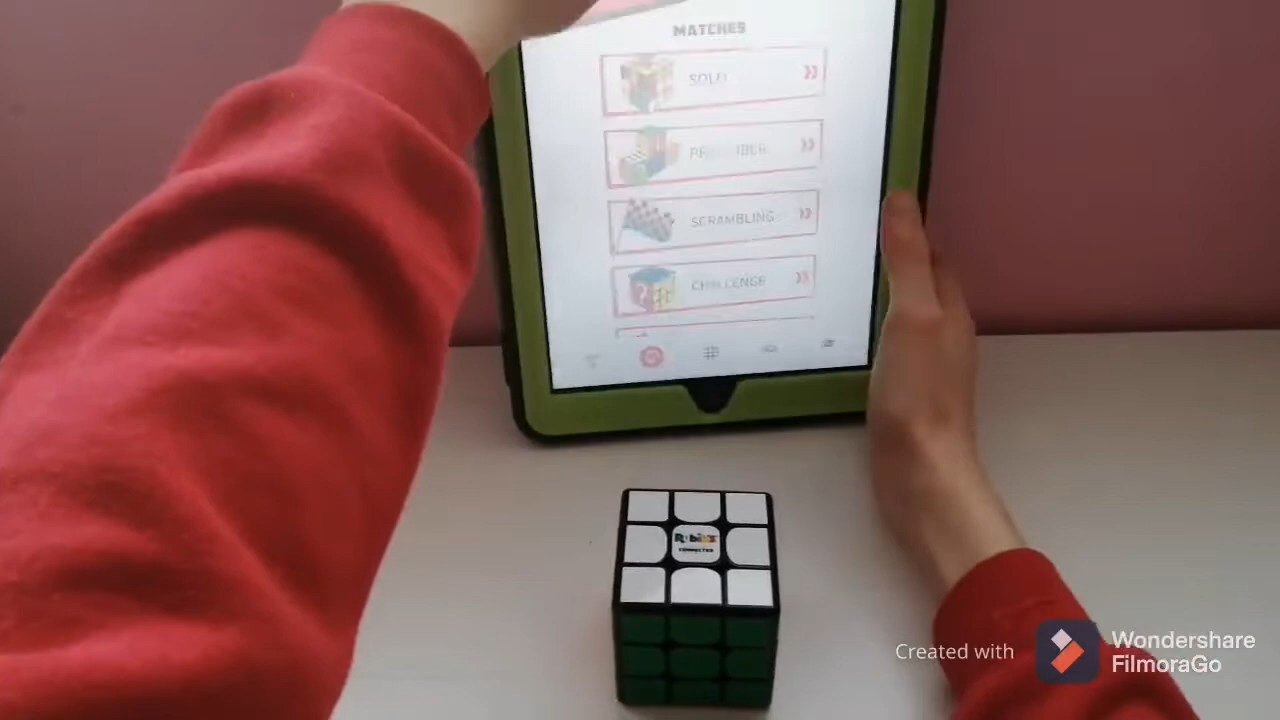 MATCHES
SOLO
SCRAMBLING
CHALLENGE
Rubik's
CONNECTED
Created with
Wondershare
FilmoraGo